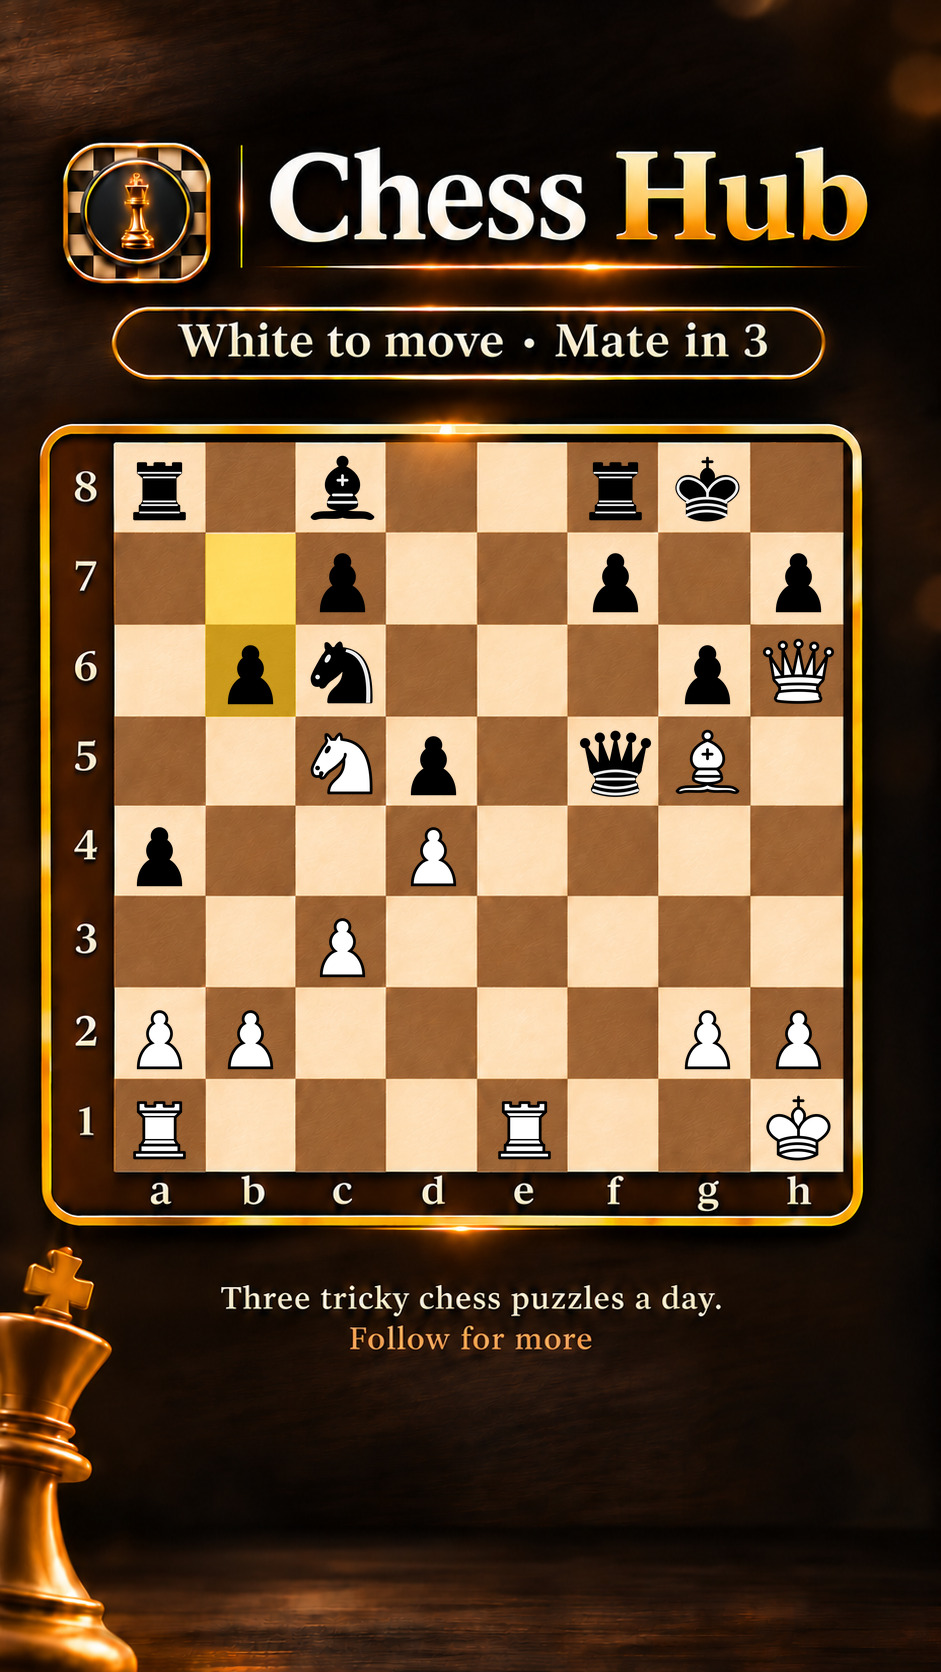 Chess Hub
White to move • Mate in 3
8
7
6
5
4
3
2
1
a b c d e f g h
Three tricky chess puzzles a day.
Follow for more